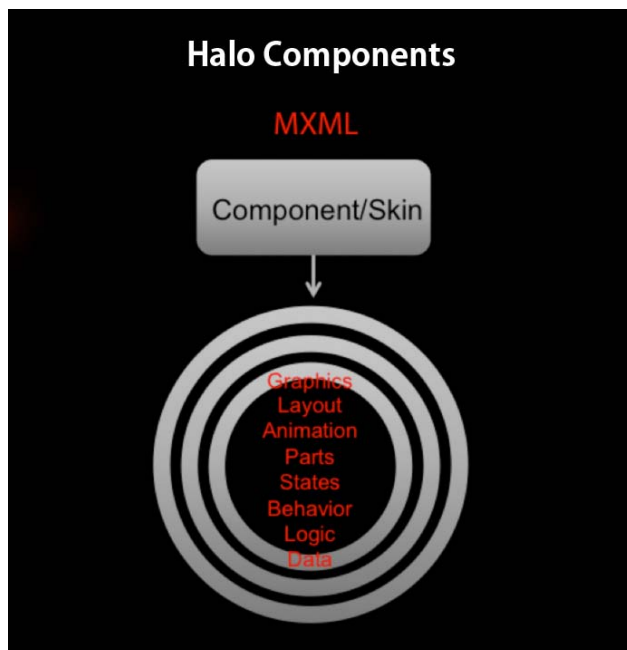 Halo Components
MXML
Component/Skin
Graphics
Layout
Animation
Parts
States
Behavior
Logic
Data